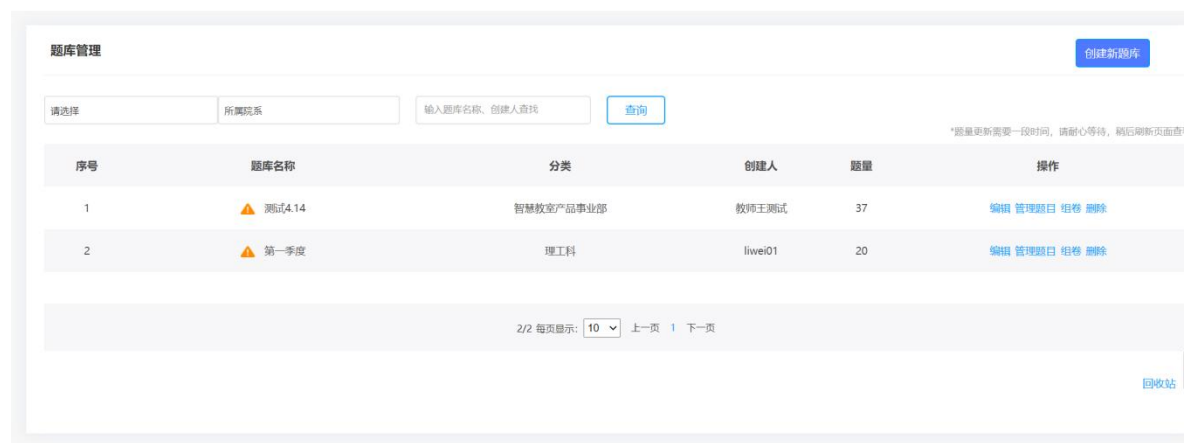 题库管理
创建新题库
请选择 所属院系 输入题库名称、创建人查找 查询
*题量更新需要一段时间，请耐心等待，稍后刷新页面查
序号 题库名称 分类 创建人 题量 操作
1 测试4.14 智慧教室产品事业部 教师王测试 37 编辑 管理题目 组卷 删除
2 第一季度 理工科 liwei01 20 编辑 管理题目 组卷 删除
2/2 每页显示: 10 上一页 1 下一页
回收站